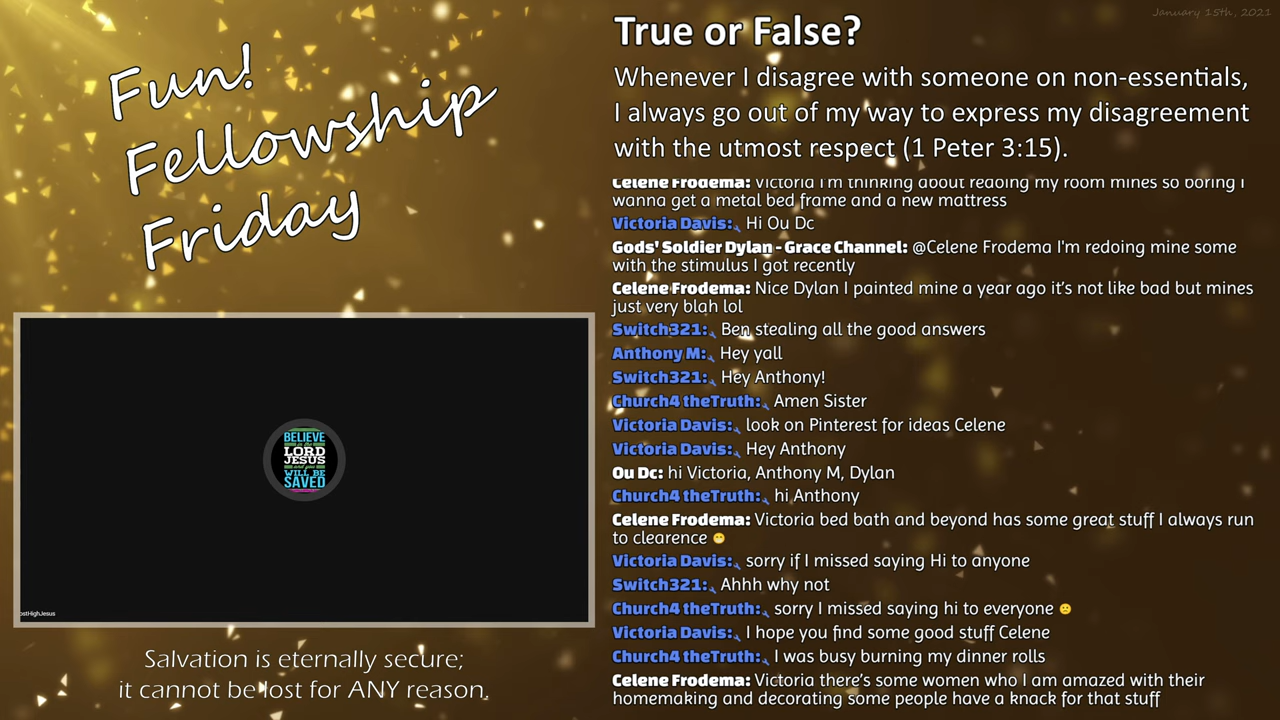 January 15th, 2021
Fun!
Fellowship
Friday
True or False?
Whenever I disagree with someone on non-essentials,
I always go out of my way to express my disagreement
with the utmost respect (1 Peter 3:15).
Celene Frodema: Victoria I'm thinking about redoing my room mines so boring I
wanna get a metal bed frame and a new mattress
Victoria Davis: Hi Ou Dc
Gods' Soldier Dylan - Grace Channel: @Celene Frodema I'm redoing mine some
with the stimulus I got recently
Celene Frodema: Nice Dylan I painted mine a year ago it's not like bad but mines
just very blah lol
Switch321: Ben stealing all the good answers
Anthony M: Hey yall
Switch321: Hey Anthony!
Church4 theTruth: Amen Sister
Victoria Davis: look on Pinterest for ideas Celene
Victoria Davis: Hey Anthony
Ou Dc: hi Victoria, Anthony M, Dylan
Church4 theTruth: hi Anthony
Celene Frodema: Victoria bed bath and beyond has some great stuff I always run
to clearence 😁
Victoria Davis: sorry if I missed saying Hi to anyone
Switch321: Ahhh why not
Church4 theTruth: sorry I missed saying hi to everyone 🙁
Victoria Davis: I hope you find some good stuff Celene
Church4 theTruth: I was busy burning my dinner rolls
Celene Frodema: Victoria there's some women who I am amazed with their
homemaking and decorating some people have a knack for that stuff
BELIEVE
in the
LORD
JESUS
and you
WILL BE
SAVED
ostHighJesus
Salvation is eternally secure;
it cannot be lost for ANY reason.